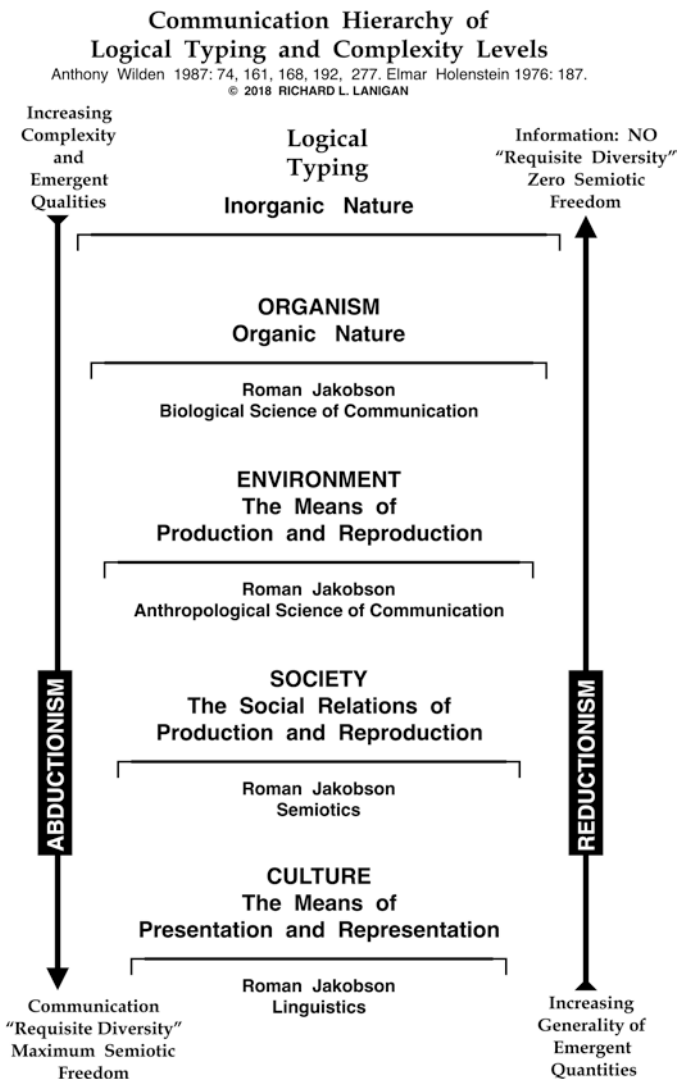 Communication Hierarchy of
Logical Typing and Complexity Levels
Anthony Wilden 1987: 74, 161, 168, 192, 277. Elmar Holenstein 1976: 187.
© 2018 RICHARD L. LANIGAN
Increasing
Complexity
and
Emergent
Qualities
Logical
Typing
Information: NO
“Requisite Diversity”
Zero Semiotic
Freedom
Inorganic Nature
ORGANISM
Organic Nature
Roman Jakobson
Biological Science of Communication
ENVIRONMENT
The Means of
Production and Reproduction
Roman Jakobson
Anthropological Science of Communication
SOCIETY
The Social Relations of
Production and Reproduction
ABDUCTIONISM
REDUCTIONISM
Roman Jakobson
Semiotics
CULTURE
The Means of
Presentation and Representation
Roman Jakobson
Linguistics
Communication
“Requisite Diversity”
Maximum Semiotic
Freedom
Increasing
Generality of
Emergent
Quantities